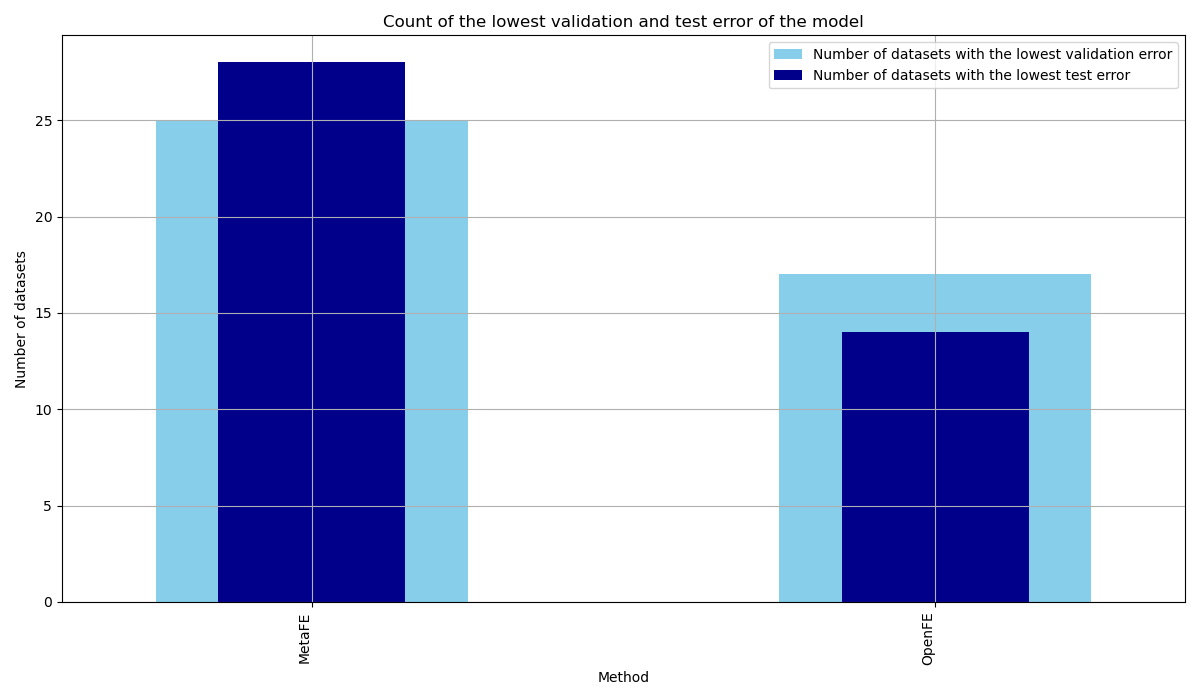 Count of the lowest validation and test error of the model
Number of datasets with the lowest validation error
Number of datasets with the lowest test error
Number of datasets
25
20
15
10
5
0
MetaFE
OpenFE
Method